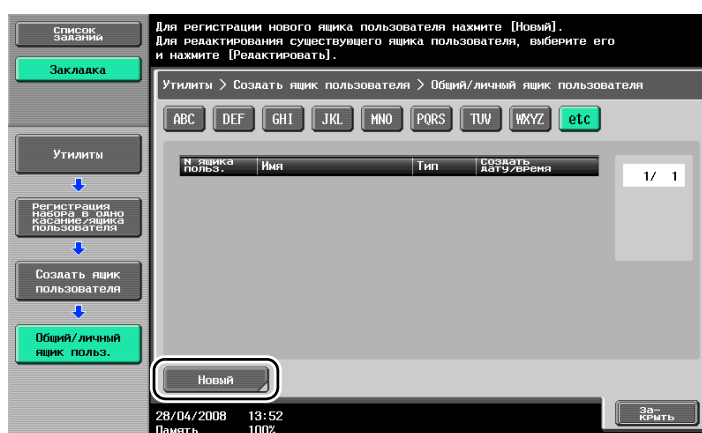 Список
заданий
Закладка
Для регистрации нового ящика пользователя нажмите [Новый].
Для редактирования существующего ящика пользователя, выберите его
и нажмите [Редактировать].
Утилиты > Создать ящик пользователя > Общий/личный ящик пользователя
ABC DEF GHI JKL MNO PQRS TUV WXYZ etc
Утилиты
Регистрация
набора в одно
касание/ящика
пользователя
Создать ящик
пользователя
Общий/личный
ящик польз.
N ящика
польз.
Имя
Тип
Создать
дату/время
1/ 1
Новый
28/04/2008 13:52
Память 100%
За-
крыть